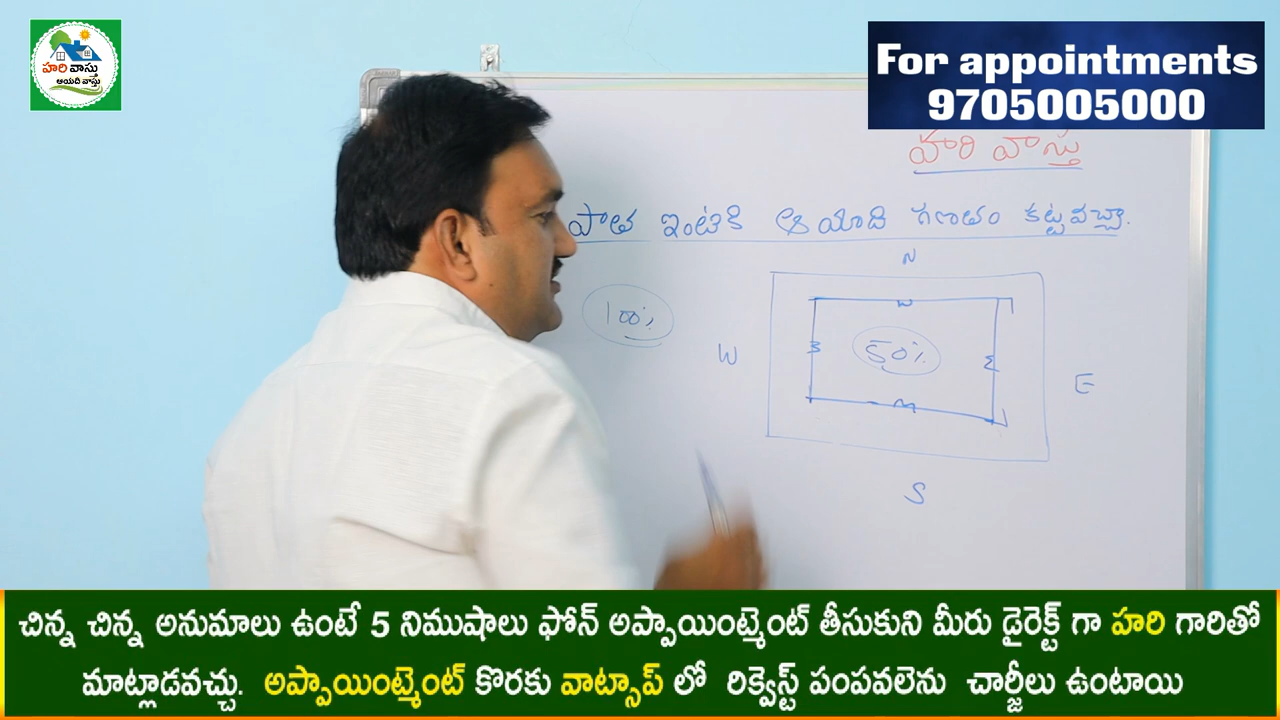 హరి వాస్తు
ఆయది వాస్తు
For appointments
9705005000
హరి వాస్తు
పాత ఇంటికి ఆయాది గణితం కట్టవచ్చా.
N
100%
50%
W
E
S
చిన్న చిన్న అనుమాలు ఉంటే 5 నిముషాలు ఫోన్ అప్పాయింట్మెంట్ తీసుకుని మీరు డైరెక్ట్ గా హరి గారితో
మాట్లాడవచ్చు. అప్పాయింట్మెంట్ కొరకు వాట్సాప్ లో రిక్వెస్ట్ పంపవలెను చార్జీలు ఉంటాయి